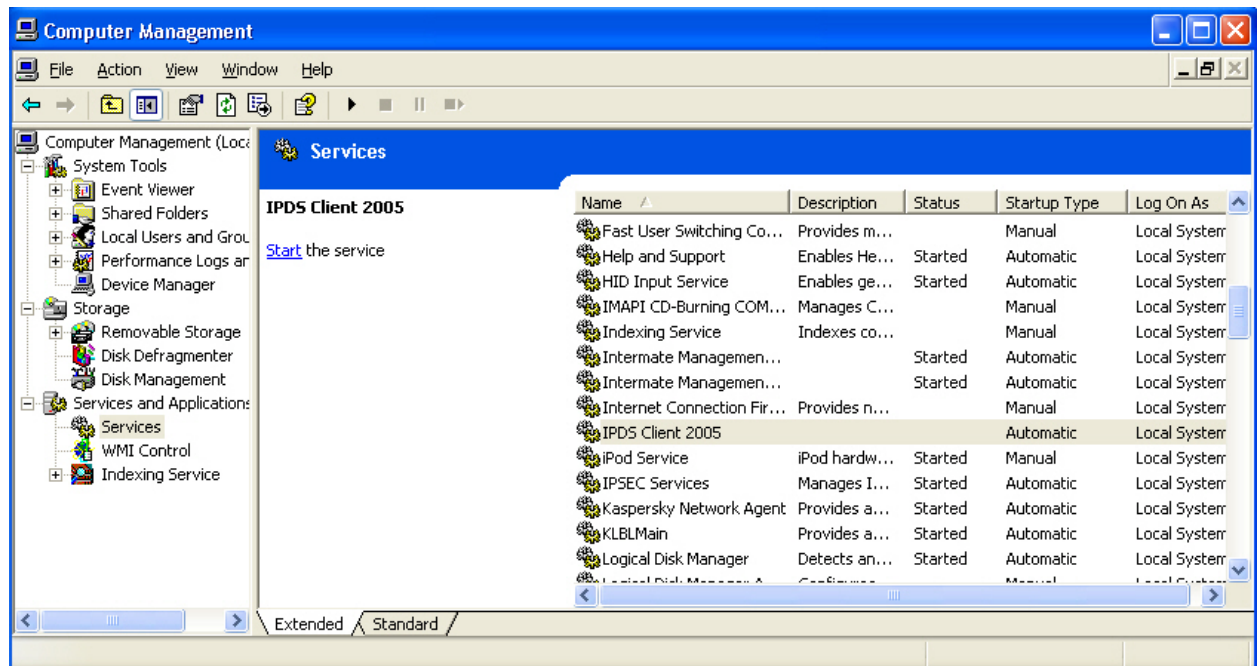 Computer Management
File Action View Window Help
Computer Management (Loca
System Tools
Event Viewer
Shared Folders
Local Users and Grou
Performance Logs ar
Device Manager
Storage
Removable Storage
Disk Defragmenter
Disk Management
Services and Applications
Services
WMI Control
Indexing Service
Services
IPDS Client 2005
Start the service
Name Description Status Startup Type Log On As
Fast User Switching Co... Provides m... Manual Local System
Help and Support Enables He... Started Automatic Local System
HID Input Service Enables ge... Started Automatic Local System
IMAPI CD-Burning COM... Manages C... Manual Local System
Indexing Service Indexes co... Manual Local System
Intermate Managemen... Started Automatic Local System
Intermate Managemen... Started Automatic Local System
Internet Connection Fir... Provides n... Manual Local System
IPDS Client 2005 Automatic Local System
iPod Service iPod hardw... Started Manual Local System
IPSEC Services Manages I... Started Automatic Local System
Kaspersky Network Agent Provides a... Started Automatic Local System
KLBLMain Provides a... Started Automatic Local System
Logical Disk Manager Detects an... Started Automatic Local System
Logical Disk Manager A... Configures... Manual Local System
Extended Standard